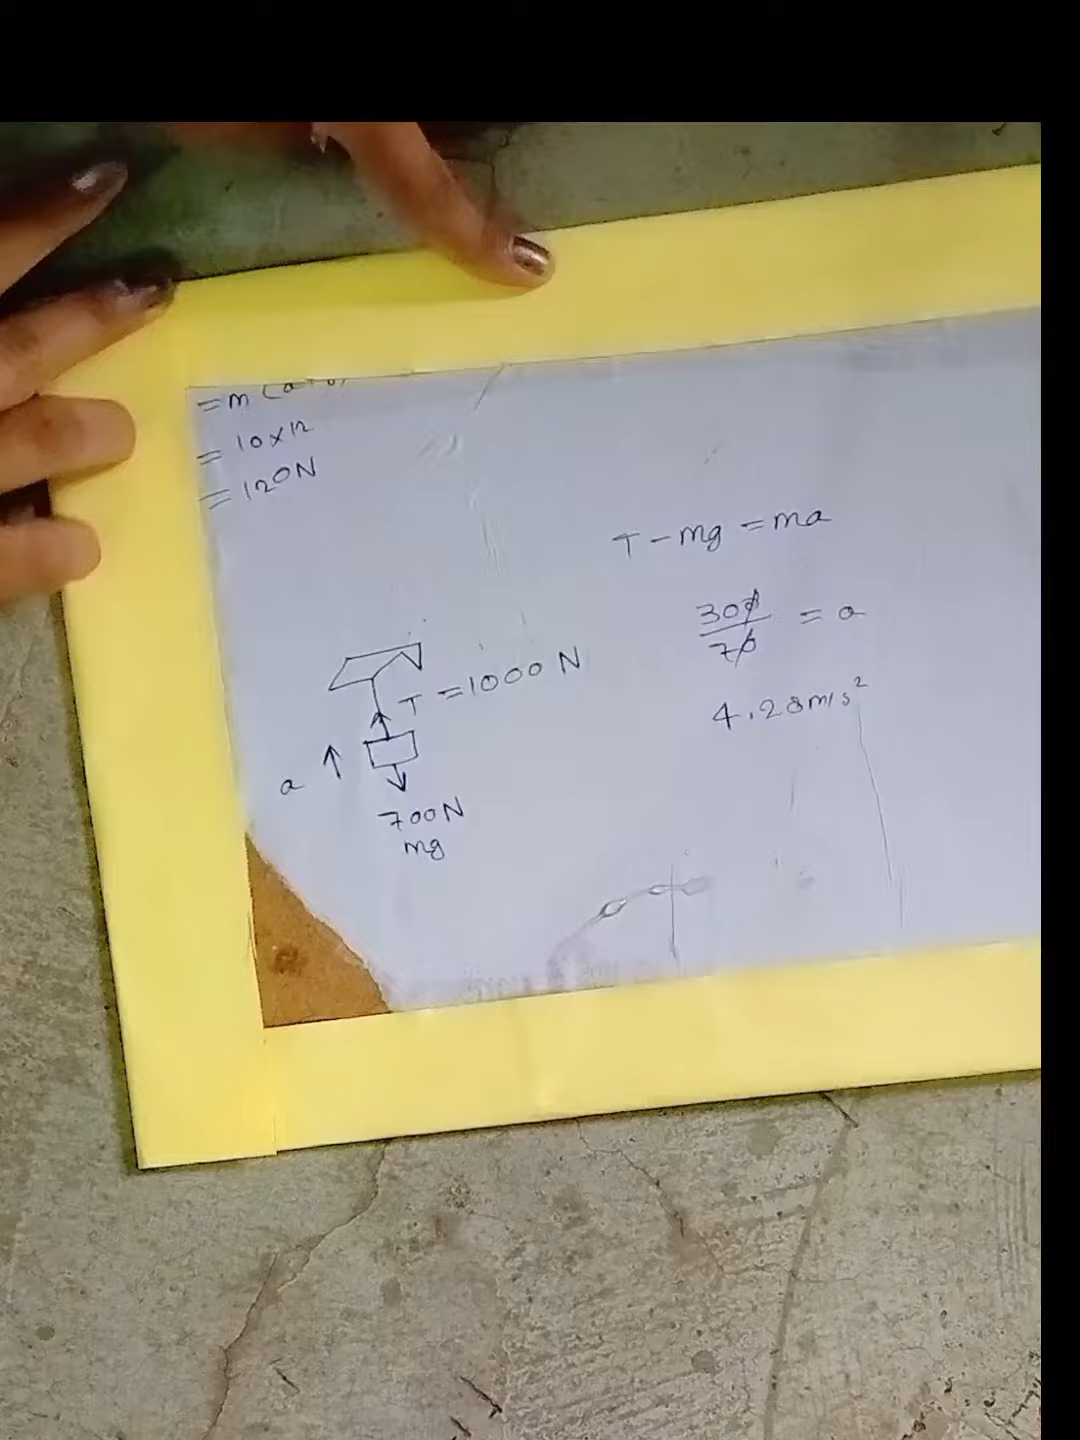 = m (a+g)
= 10×12
= 120N
T - mg = ma
300/70 = a
4.28m/s²
T = 1000 N
a
700N
mg